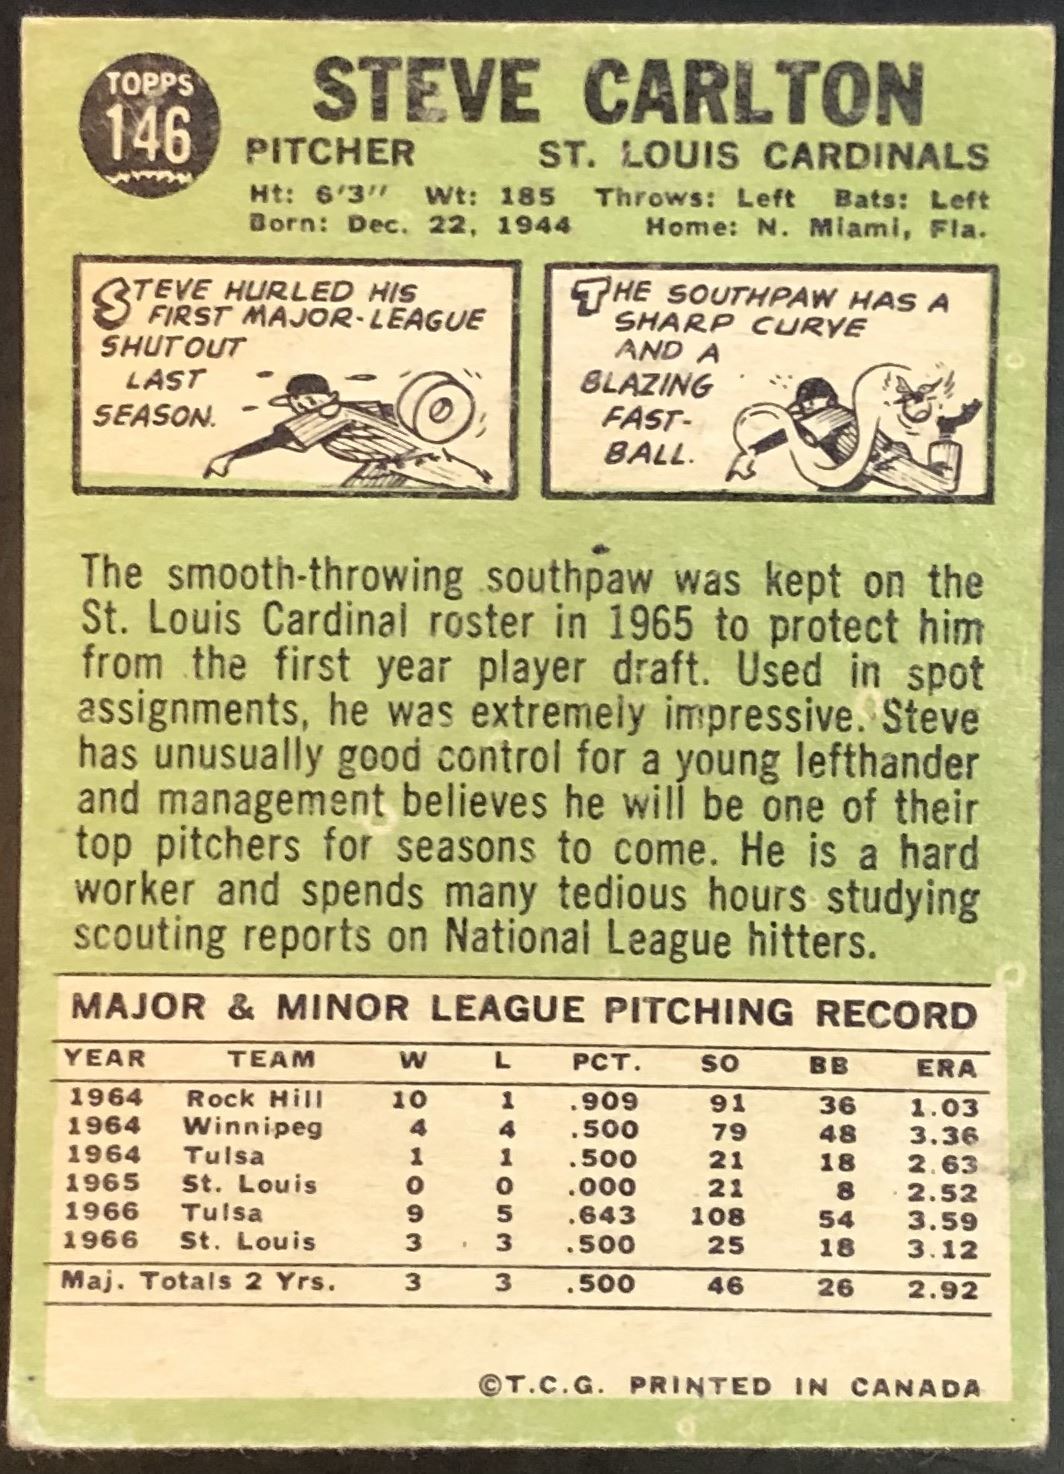 TOPPS
146
STEVE CARLTON
PITCHER ST. LOUIS CARDINALS
Ht: 6'3" Wt: 185 Throws: Left Bats: Left
Born: Dec. 22, 1944 Home: N. Miami, Fla.
STEVE HURLED HIS
FIRST MAJOR-LEAGUE
SHUTOUT
LAST
SEASON.
THE SOUTHPAW HAS A
SHARP CURVE
AND A
BLAZING
FAST-
BALL.
The smooth-throwing southpaw was kept on the
St. Louis Cardinal roster in 1965 to protect him
from the first year player draft. Used in spot
assignments, he was extremely impressive. Steve
has unusually good control for a young lefthander
and management believes he will be one of their
top pitchers for seasons to come. He is a hard
worker and spends many tedious hours studying
scouting reports on National League hitters.
MAJOR & MINOR LEAGUE PITCHING RECORD
YEAR TEAM W L PCT. SO BB ERA
1964 Rock Hill 10 1 .909 91 36 1.03
1964 Winnipeg 4 4 .500 79 48 3.36
1964 Tulsa 1 1 .500 21 18 2.63
1965 St. Louis 0 0 .000 21 8 2.52
1966 Tulsa 9 5 .643 108 54 3.59
1966 St. Louis 3 3 .500 25 18 3.12
Maj. Totals 2 Yrs. 3 3 .500 46 26 2.92
©T.C.G. PRINTED IN CANADA